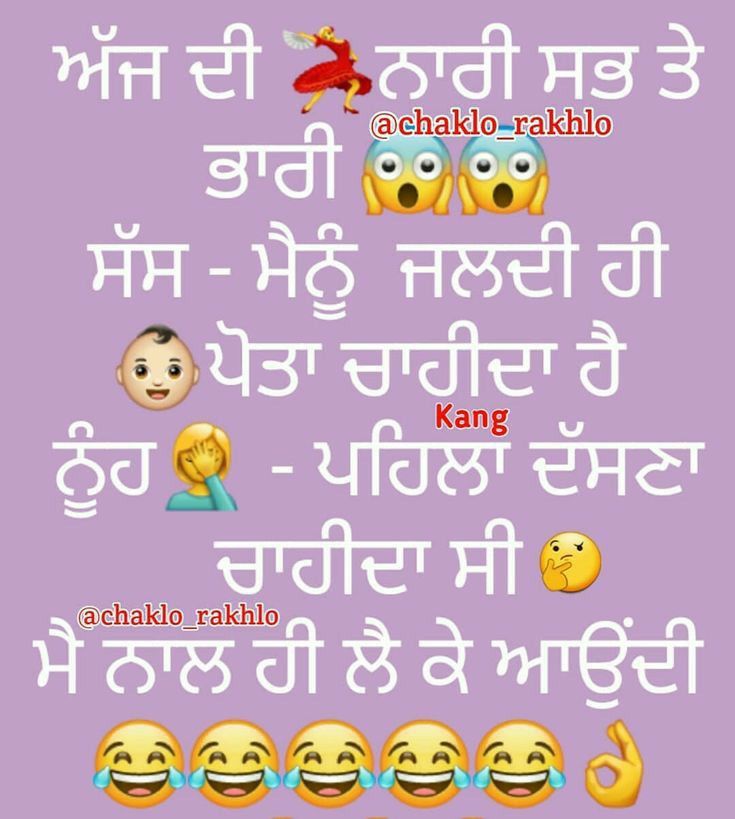 ਅੱਜ ਦੀ 💃ਨਾਰੀ ਸਭ ਤੇ
@chaklo_rakhlo
ਭਾਰੀ 😱😱
ਸੱਸ - ਮੈਨੂੰ ਜਲਦੀ ਹੀ
👶ਪੋਤਾ ਚਾਹੀਦਾ ਹੈ
Kang
ਨੂੰਹ🤦 - ਪਹਿਲਾ ਦੱਸਣਾ
ਚਾਹੀਦਾ ਸੀ 🤔
@chaklo_rakhlo
ਮੈ ਨਾਲ ਹੀ ਲੈ ਕੇ ਆਉਂਦੀ
😂😂😂😂😂👌